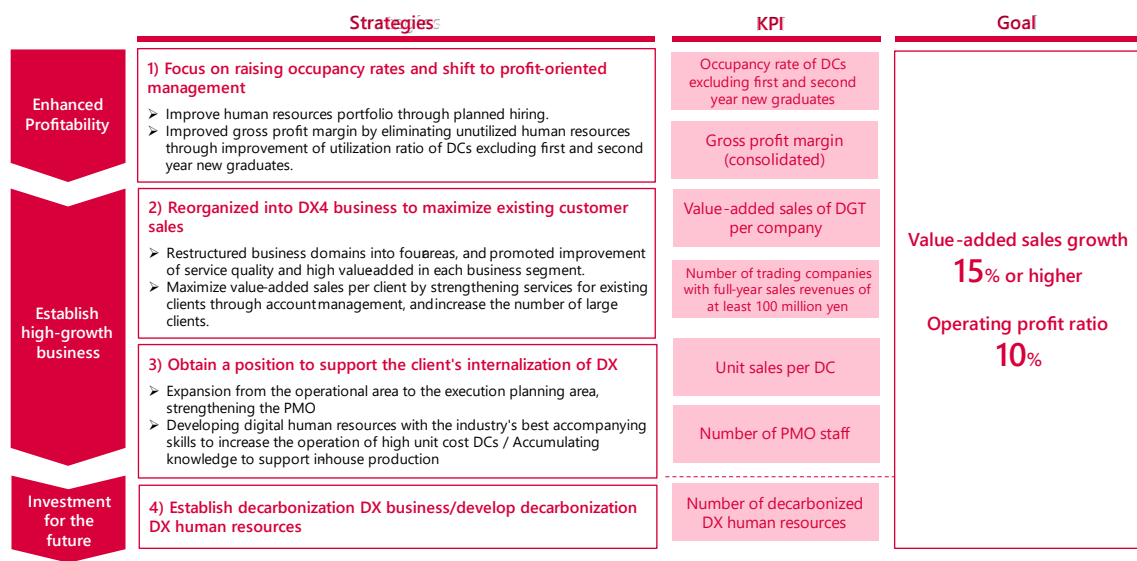 Strategies
KPI
Goal
Enhanced
Profitability
1) Focus on raising occupancy rates and shift to profit-oriented
management
➢ Improve human resources portfolio through planned hiring.
➢ Improved gross profit margin by eliminating unutilized human resources
through improvement of utilization ratio of DCs excluding first and second
year new graduates.
Occupancy rate of DCs
excluding first and second
year new graduates
Gross profit margin
(consolidated)
Establish
high-growth
business
2) Reorganized into DX4 business to maximize existing customer
sales
➢ Restructured business domains into four areas, and promoted improvement
of service quality and high value added in each business segment.
➢ Maximize value-added sales per client by strengthening services for existing
clients through account management, and increase the number of large
clients.
Value-added sales of DGT
per company
Number of trading companies
with full-year sales revenues of
at least 100 million yen
3) Obtain a position to support the client's internalization of DX
➢ Expansion from the operational area to the execution planning area,
strengthening the PMO
➢ Developing digital human resources with the industry's best accompanying
skills to increase the operation of high unit cost DCs / Accumulating
knowledge to support in-house production
Unit sales per DC
Number of PMO staff
Investment
for the
future
4) Establish decarbonization DX business/develop decarbonization
DX human resources
Number of decarbonized
DX human resources
Value-added sales growth
15% or higher
Operating profit ratio
10%